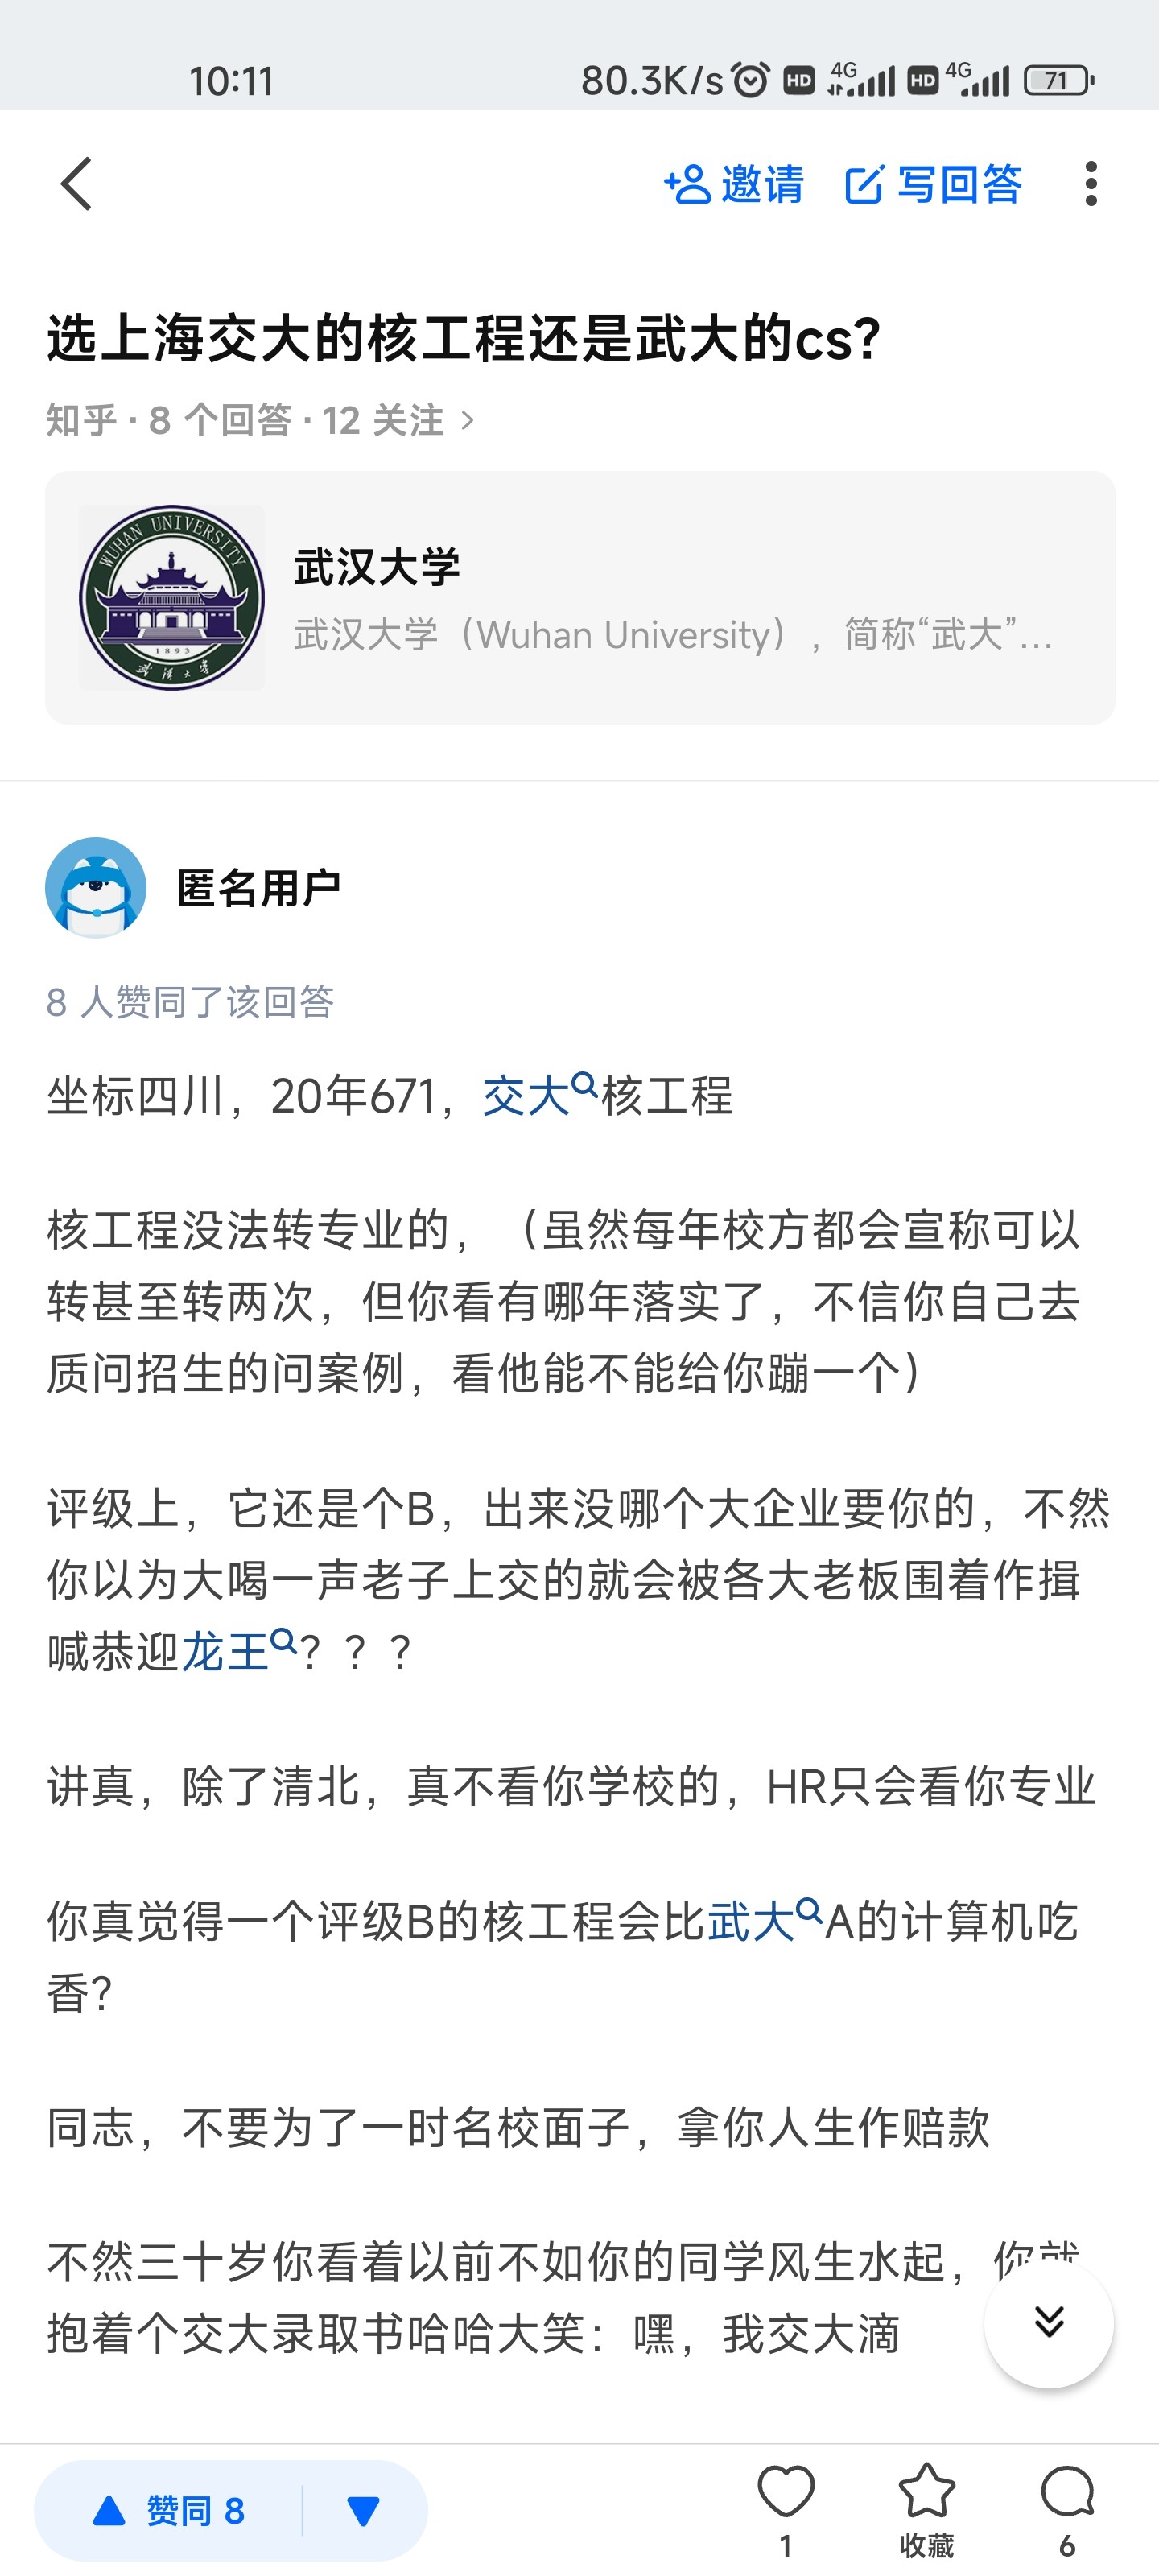 10:11
80.3K/s HD 4G HD 4G 71
邀请 写回答
选上海交大的核工程还是武大的cs?
知乎 · 8 个回答 · 12 关注 >
WUHAN UNIVERSITY
1893
武汉大学
武汉大学
武汉大学（Wuhan University），简称“武大”...
匿名用户
8 人赞同了该回答
坐标四川，20年671，交大核工程
核工程没法转专业的，（虽然每年校方都会宣称可以
转甚至转两次，但你看有哪年落实了，不信你自己去
质问招生的问案例，看他能不能给你蹦一个）
评级上，它还是个B，出来没哪个大企业要你的，不然
你以为大喝一声老子上交的就会被各大老板围着作揖
喊恭迎龙王？？？
讲真，除了清北，真不看你学校的，HR只会看你专业
你真觉得一个评级B的核工程会比武大A的计算机吃
香?
同志，不要为了一时名校面子，拿你人生作赔款
不然三十岁你看着以前不如你的同学风生水起，你就
抱着个交大录取书哈哈大笑：嘿，我交大滴
赞同 8
1 收藏 6